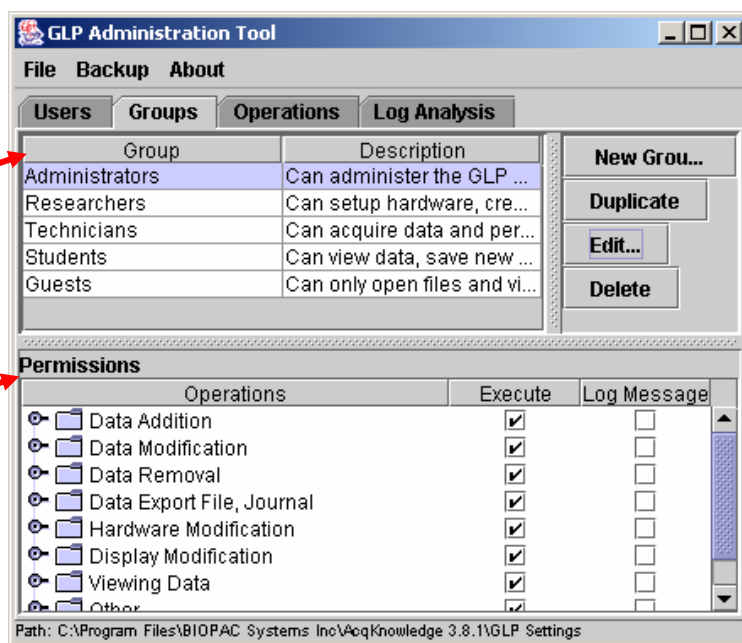 GLP Administration Tool
File Backup About
Users Groups Operations Log Analysis
Group Description
Administrators Can administer the GLP ...
Researchers Can setup hardware, cre...
Technicians Can acquire data and per...
Students Can view data, save new ...
Guests Can only open files and vi...
New Grou...
Duplicate
Edit...
Delete
Permissions
Operations Execute Log Message
Data Addition
Data Modification
Data Removal
Data Export File, Journal
Hardware Modification
Display Modification
Viewing Data
Other
Path: C:\Program Files\BIOPAC Systems Inc\AcqKnowledge 3.8.1\GLP Settings